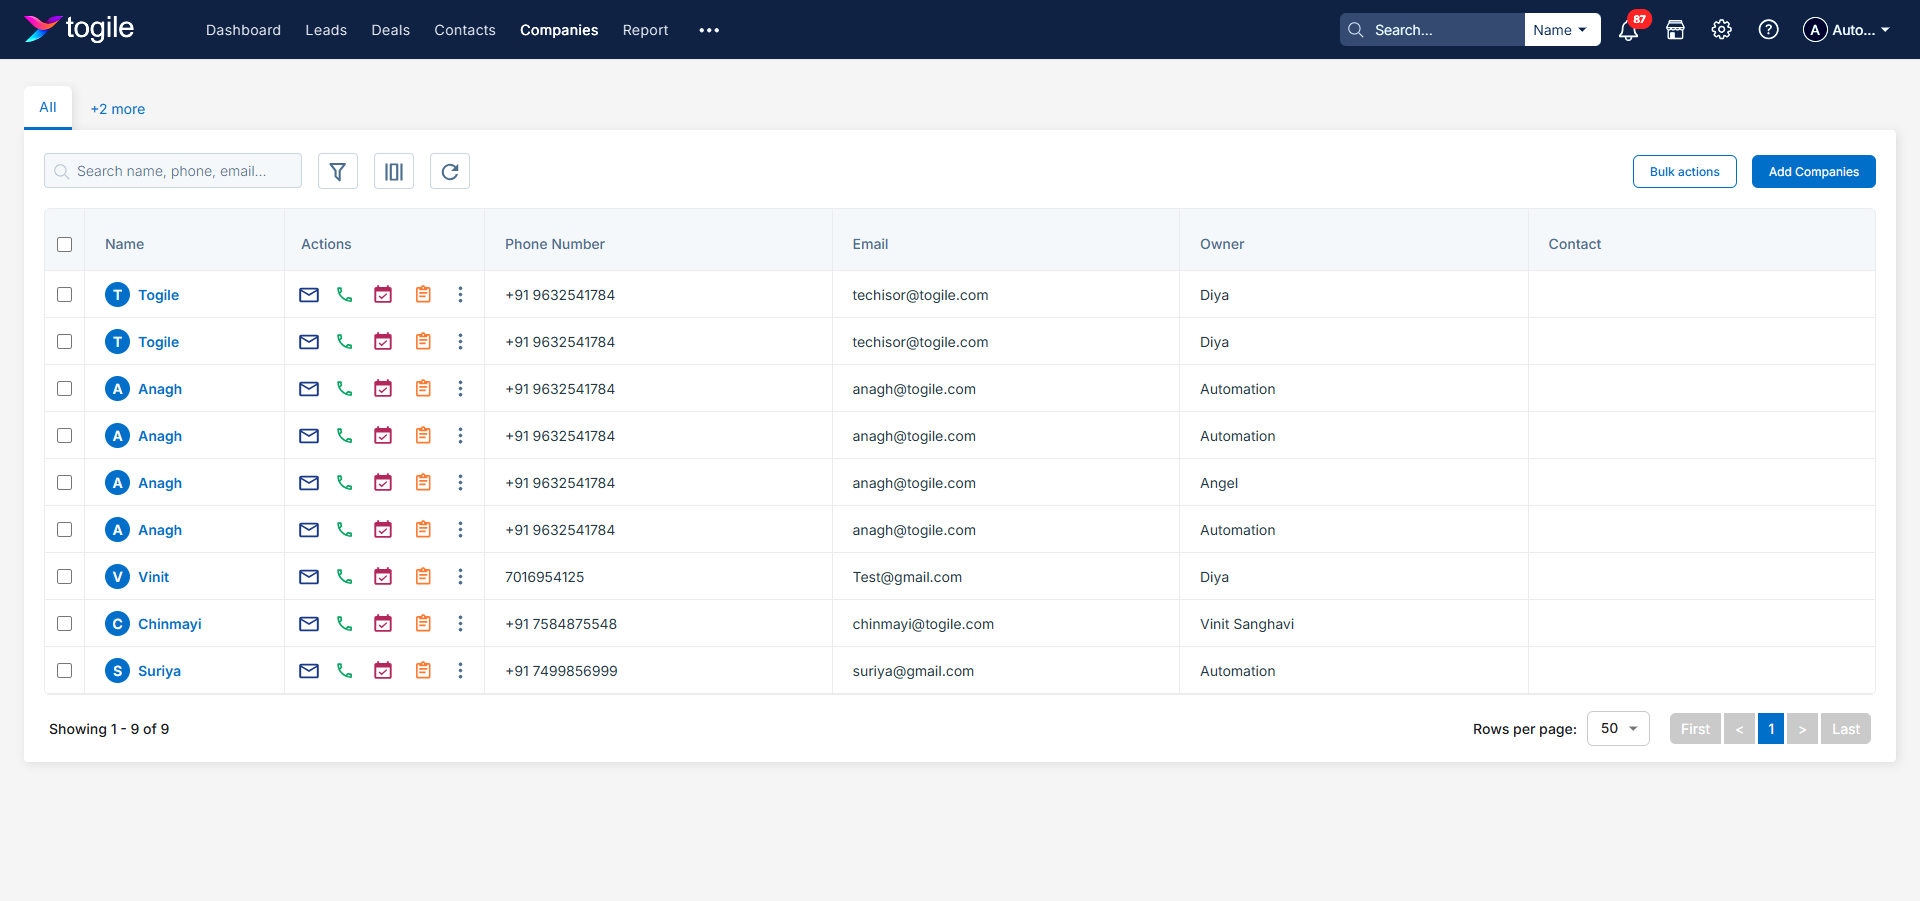 togile Dashboard Leads Deals Contacts Companies Report ••• Search... Name 87 ? A Auto...
All +2 more
Search name, phone, email... Bulk actions Add Companies
Name Actions Phone Number Email Owner Contact
T Togile +91 9632541784 techisor@togile.com Diya
T Togile +91 9632541784 techisor@togile.com Diya
A Anagh +91 9632541784 anagh@togile.com Automation
A Anagh +91 9632541784 anagh@togile.com Automation
A Anagh +91 9632541784 anagh@togile.com Angel
A Anagh +91 9632541784 anagh@togile.com Automation
V Vinit 7016954125 Test@gmail.com Diya
C Chinmayi +91 7584875548 chinmayi@togile.com Vinit Sanghavi
S Suriya +91 7499856999 suriya@gmail.com Automation
Showing 1 - 9 of 9 Rows per page: 50 First < 1 > Last